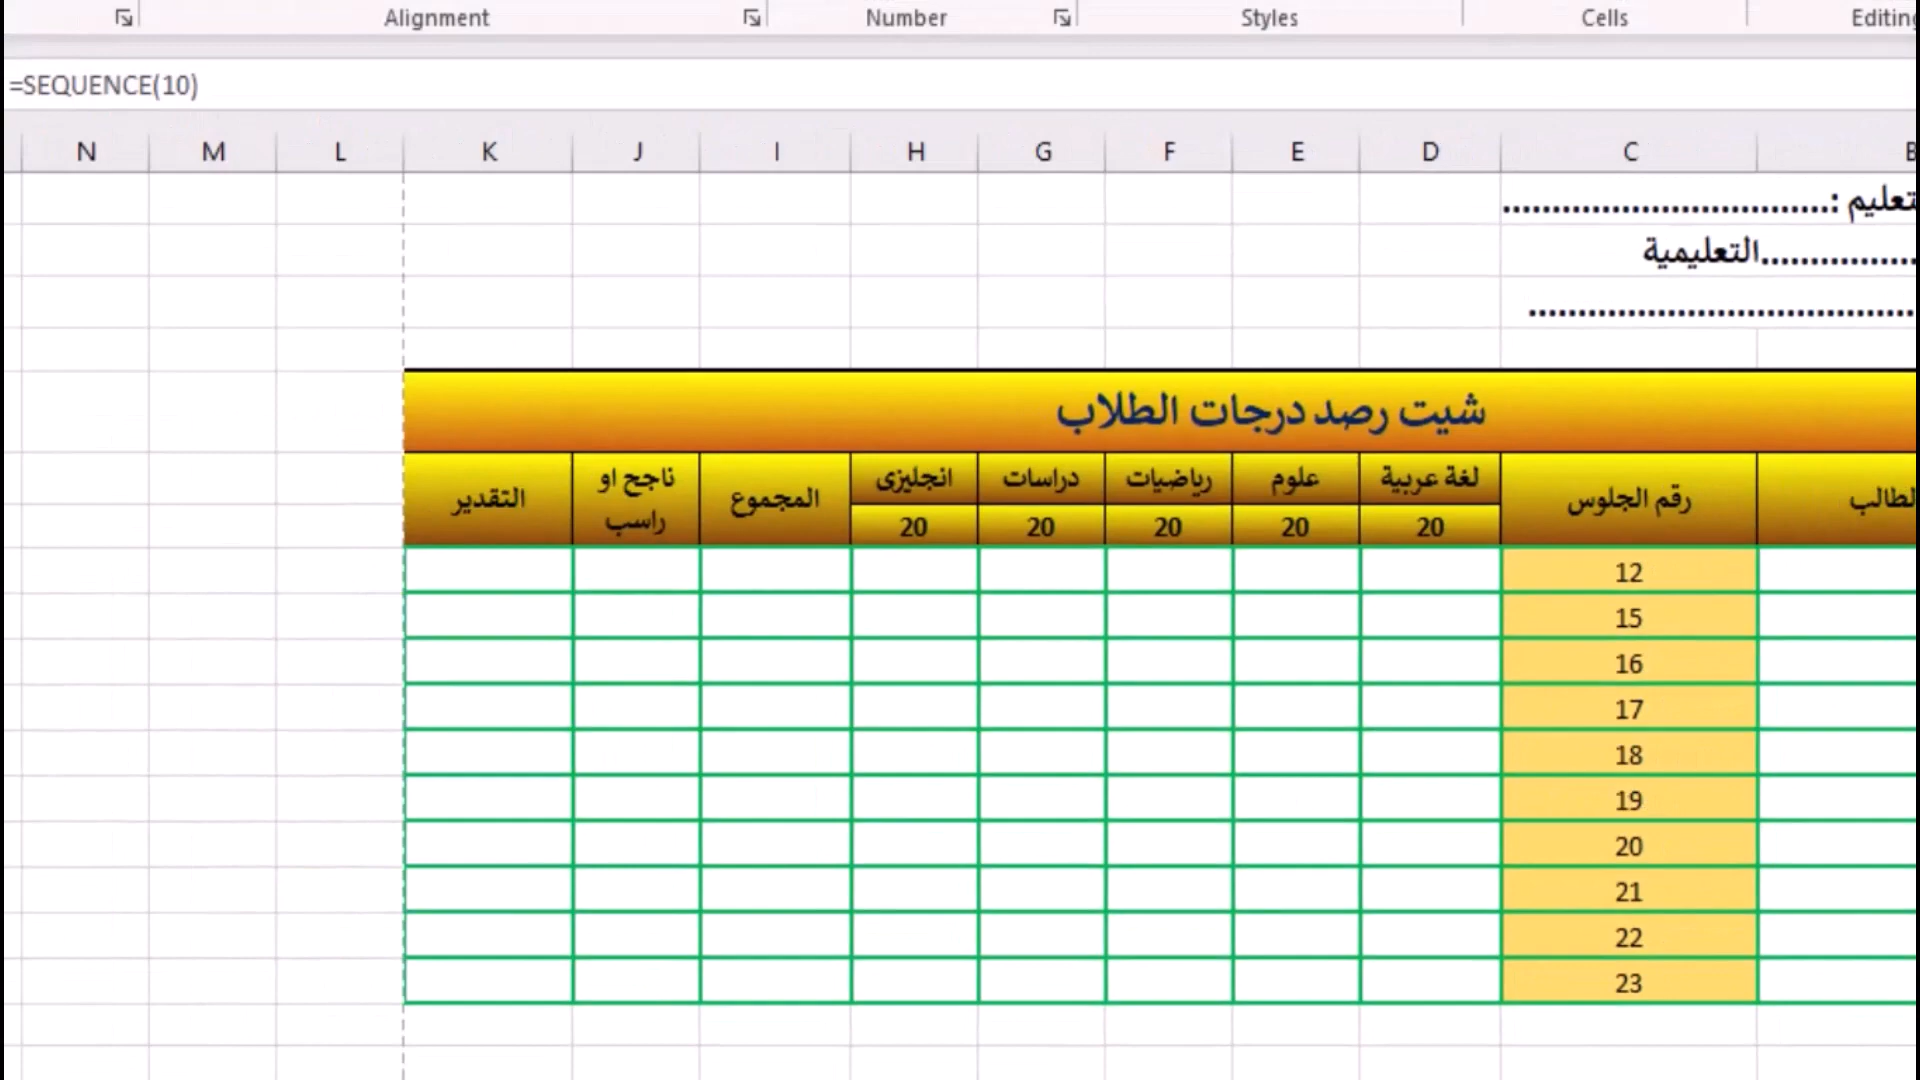 Alignment Number Styles Cells Editing
=SEQUENCE(10)
N M L K J I H G F E D C
تعليم :.................................
................التعليمية
.......................................
شيت رصد درجات الطلاب
رقم الجلوس لغة عربية علوم رياضيات دراسات انجليزى المجموع ناجح او راسب التقدير
20 20 20 20 20
12
15
16
17
18
19
20
21
22
23